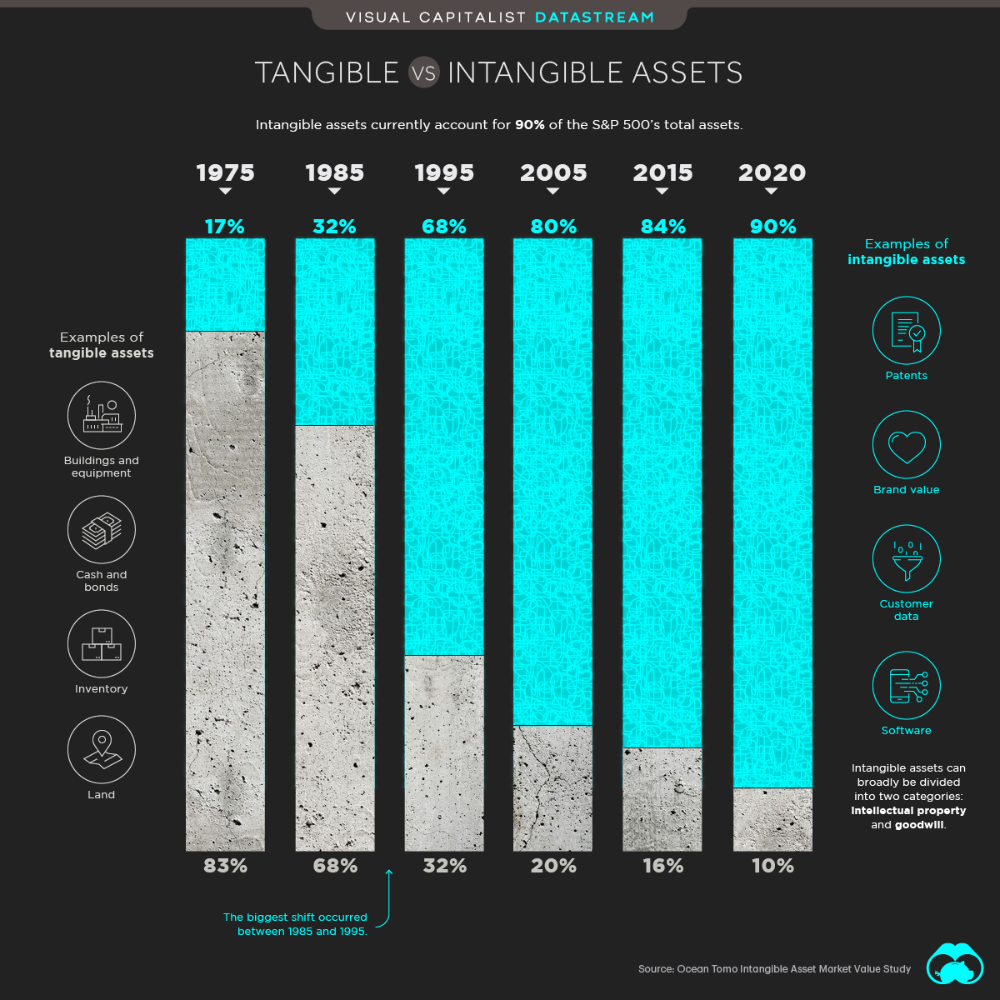 VISUAL CAPITALIST DATASTREAM
TANGIBLE VS INTANGIBLE ASSETS
Intangible assets currently account for 90% of the S&P 500's total assets.
1975 1985 1995 2005 2015 2020
17% 32% 68% 80% 84% 90%
Examples of
tangible assets
Buildings and
equipment
Cash and
bonds
Inventory
Land
Examples of
intangible assets
Patents
Brand value
Customer
data
Software
Intangible assets can
broadly be divided
into two categories:
intellectual property
and goodwill.
83% 68% 32% 20% 16% 10%
The biggest shift occurred
between 1985 and 1995.
Source: Ocean Tomo Intangible Asset Market Value Study